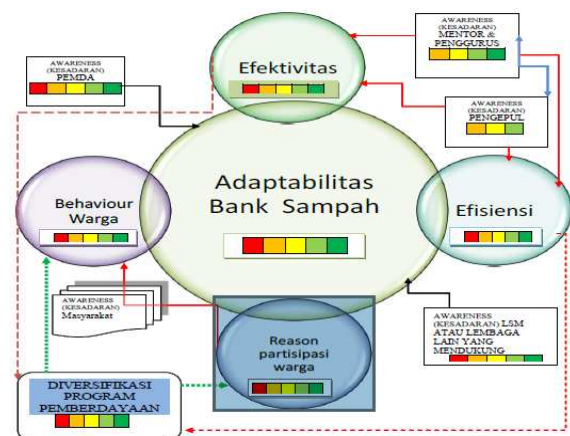 AWARENESS
(KESADARAN)
MENTOR &
PENGGURUS
Efektivitas
AWARENESS
(KESADARAN)
PEMDA
AWARENESS
(KESADARAN)
PENGEPUL
Adaptabilitas
Bank Sampah
Behaviour
Warga
Efisiensi
AWARENESS
(KESADARAN)
Masyarakat
Reason
partisipasi
warga
AWARENESS
(KESADARAN) LSM
ATAU LEMBAGA
LAIN YANG
MENDUKUNG
DIVERSIFIKASI
PROGRAM
PEMBERDAYAAN